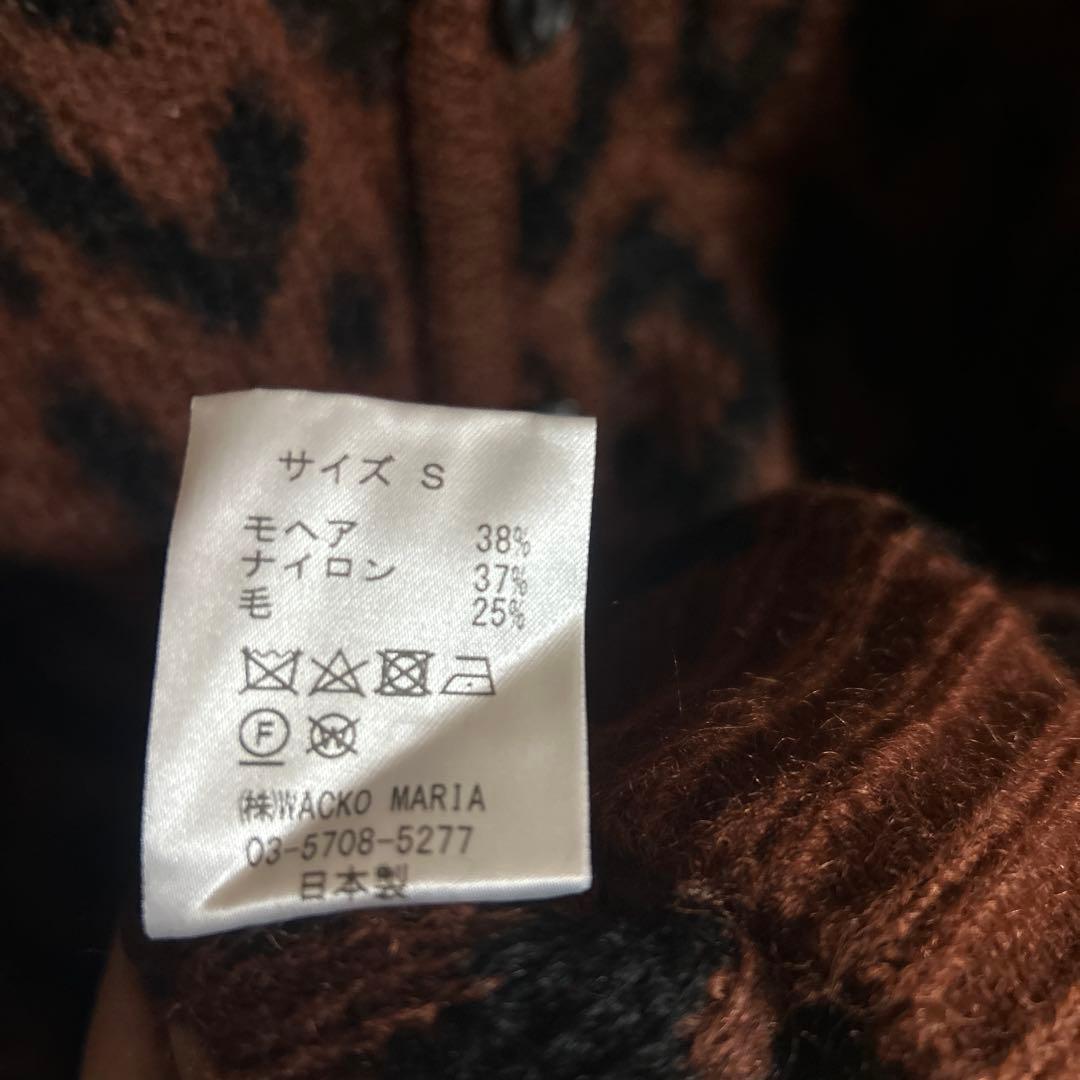 サイズ S
モヘア 38%
ナイロン 37%
毛 25%
F W
㈱WACKO MARIA
03-5708-5277
日本製